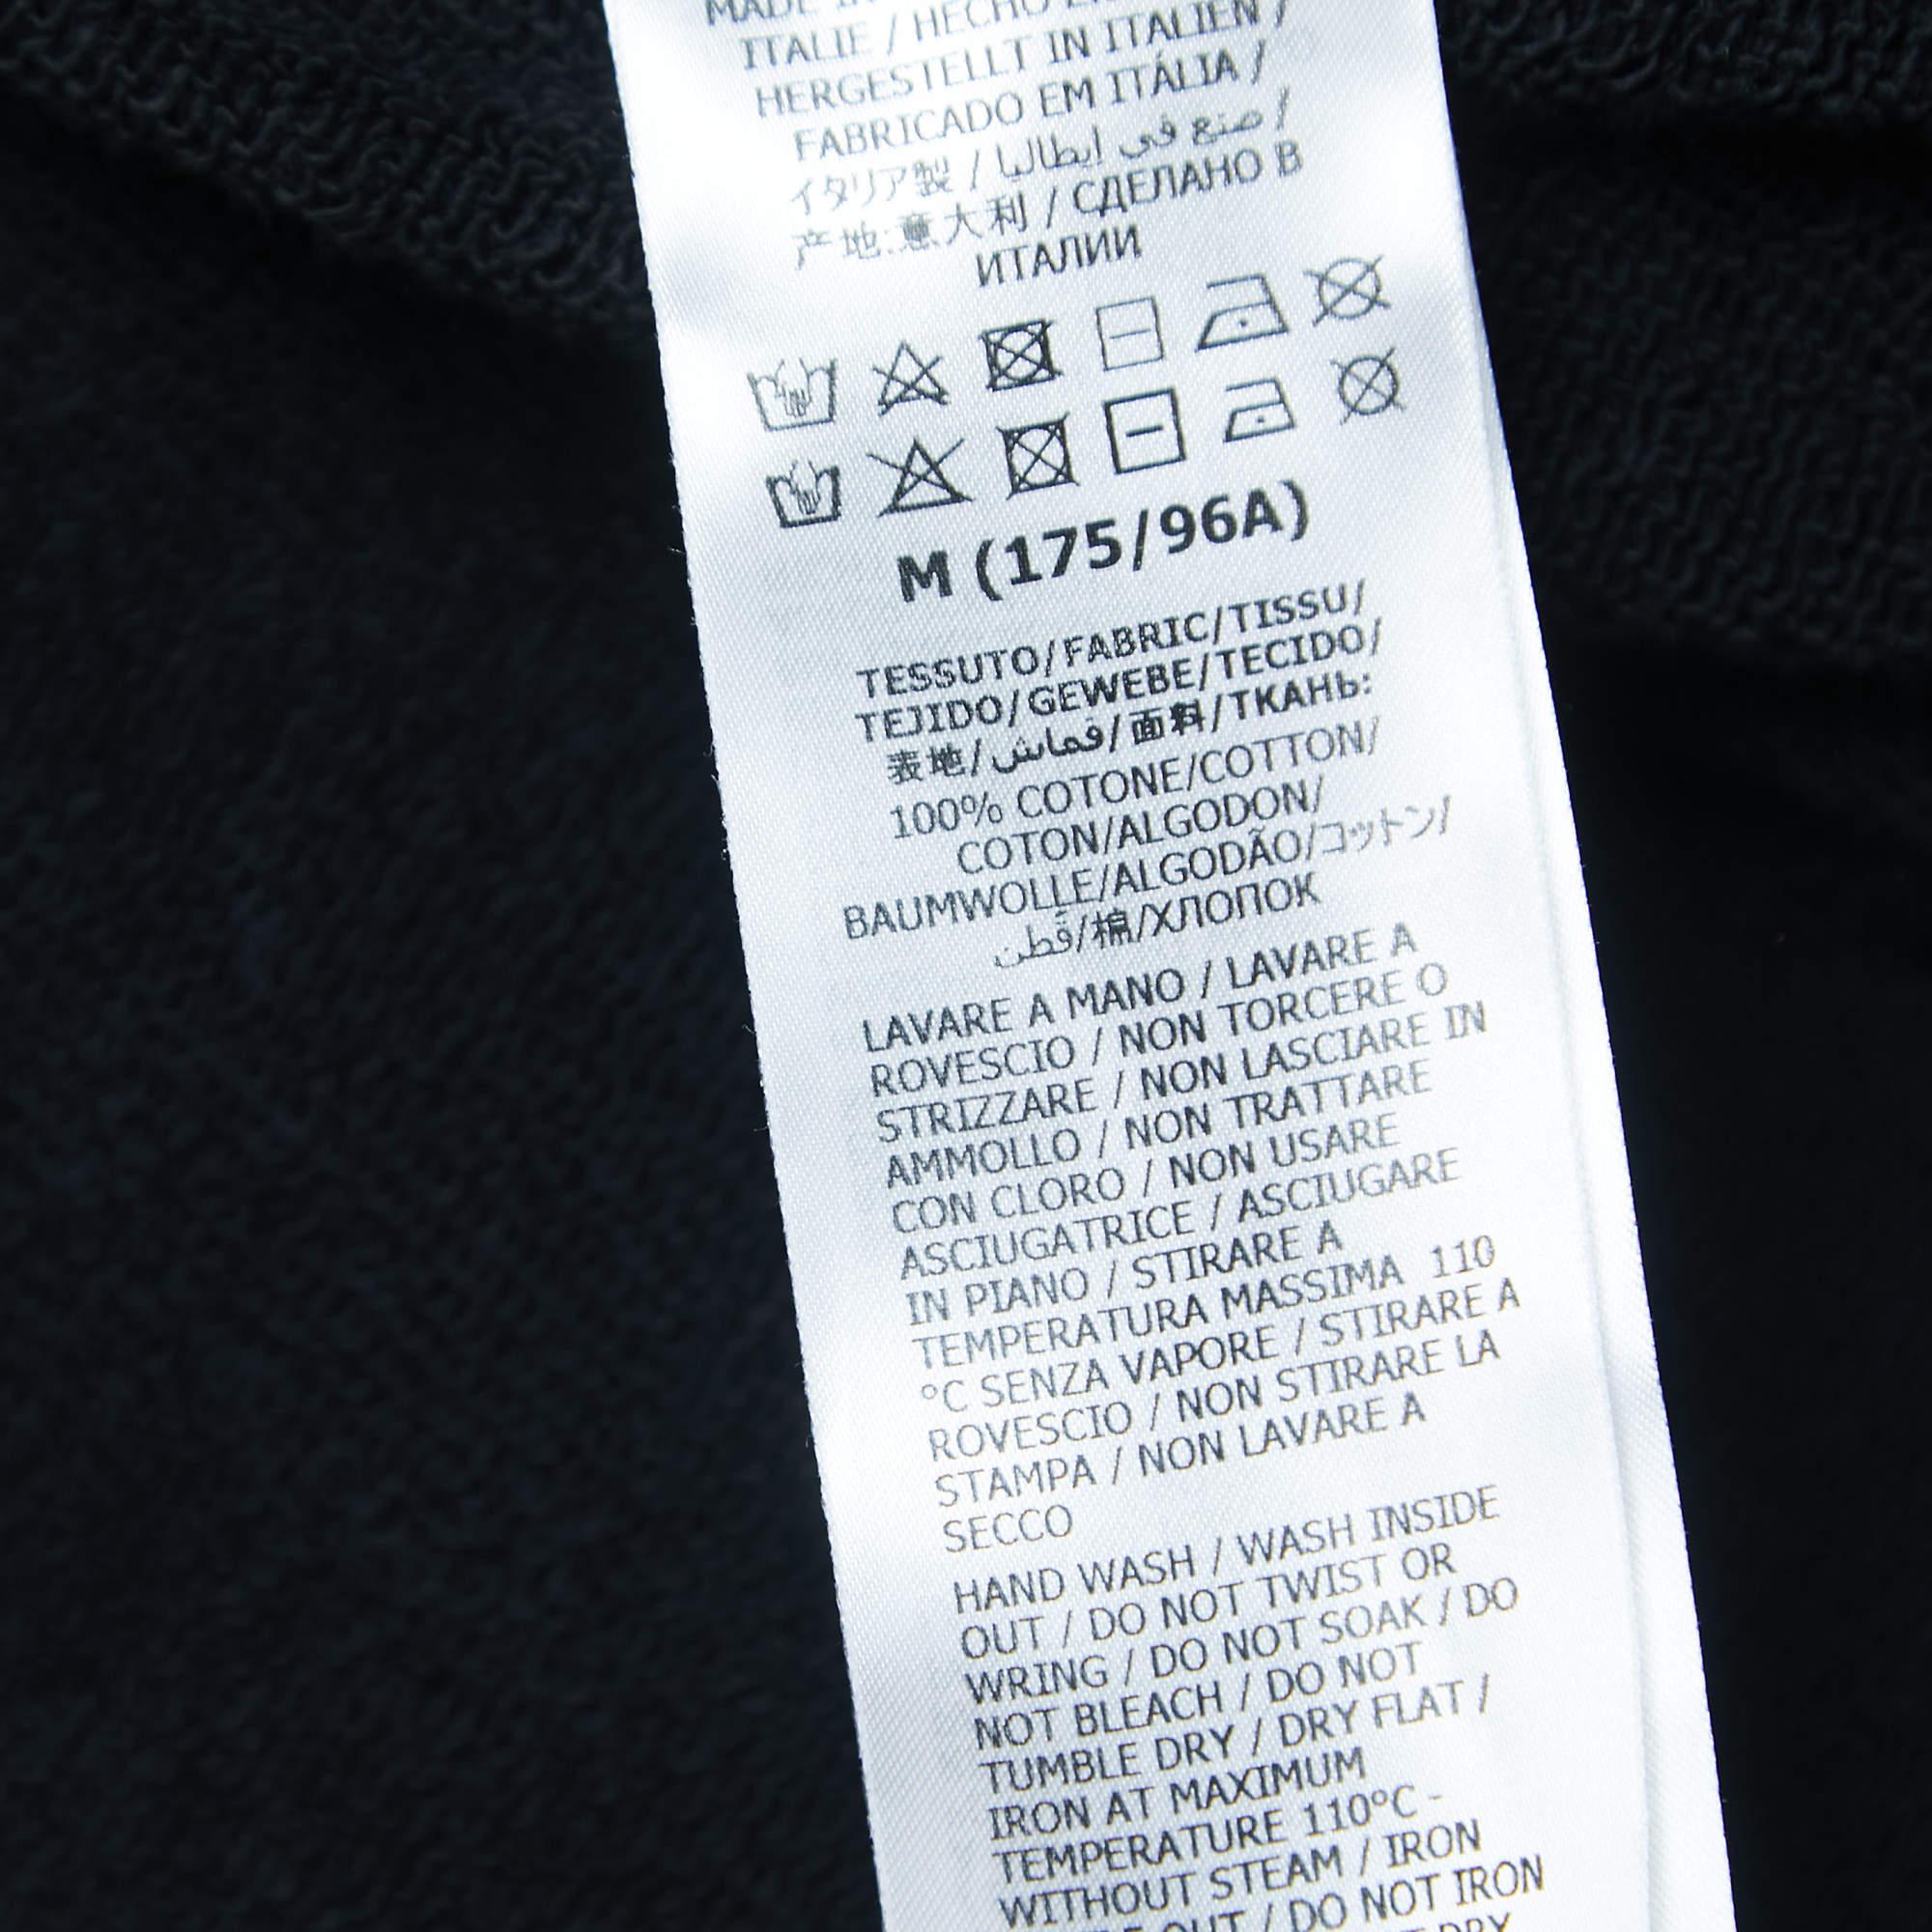 MADE IN
ITALIE / HECHO EN
HERGESTELLT IN ITALIEN /
FABRICADO EM ITÁLIA /
イタリア製 / صنع في ايطاليا /
产地:意大利 / СДЕЛАНО В
ИТАЛИИ
M (175/96A)
TESSUTO/FABRIC/TISSU/
TEJIDO/GEWEBE/TECIDO/
表地/قماش/面料/ТКАНЬ:
100% COTONE/COTTON/
COTON/ALGODON/
BAUMWOLLE/ALGODÃO/コットン/
قُطن/棉/ХЛОПОК
LAVARE A MANO / LAVARE A
ROVESCIO / NON TORCERE O
STRIZZARE / NON LASCIARE IN
AMMOLLO / NON TRATTARE
CON CLORO / NON USARE
ASCIUGATRICE / ASCIUGARE
IN PIANO / STIRARE A
TEMPERATURA MASSIMA 110
°C SENZA VAPORE / STIRARE A
ROVESCIO / NON STIRARE LA
STAMPA / NON LAVARE A
SECCO
HAND WASH / WASH INSIDE
OUT / DO NOT TWIST OR
WRING / DO NOT SOAK / DO
NOT BLEACH / DO NOT
TUMBLE DRY / DRY FLAT /
IRON AT MAXIMUM
TEMPERATURE 110°C -
WITHOUT STEAM / IRON
OUT / DO NOT IRON
DRY